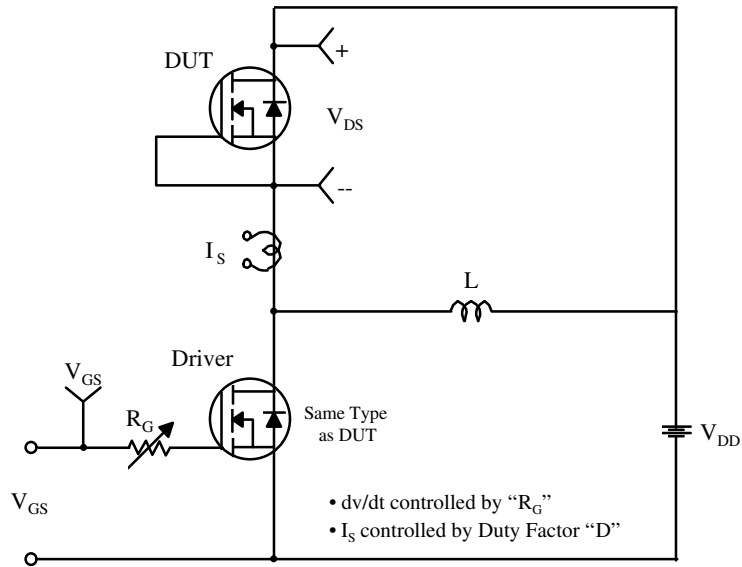 DUT
+
V_DS
--
I_S
L
Driver
V_GS
R_G
Same Type
as DUT
V_DD
V_GS
• dv/dt controlled by “R_G”
• I_S controlled by Duty Factor “D”